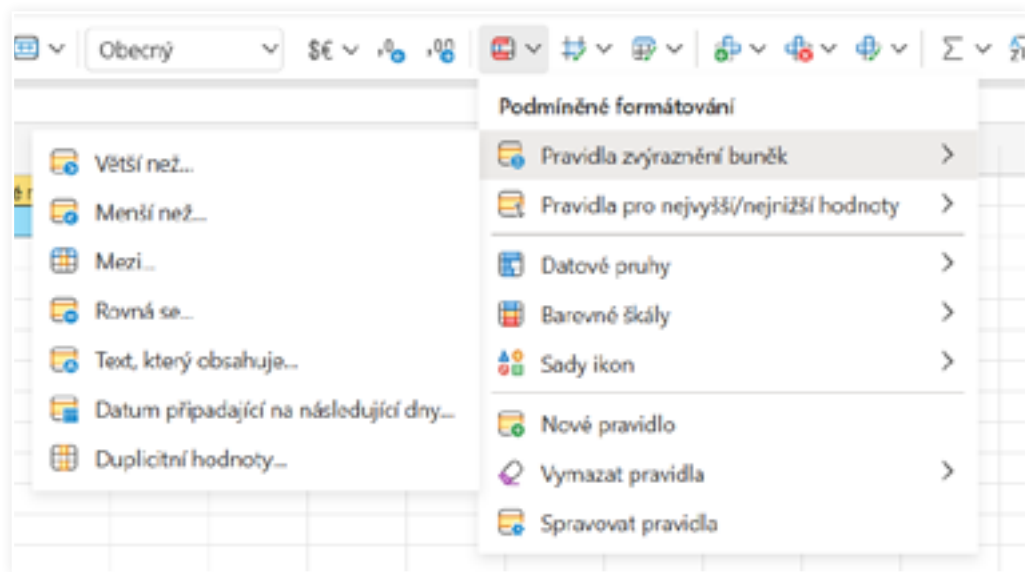 Obecný
$€
Podmíněné formátování
Pravidla zvýraznění buněk
Pravidla pro nejvyšší/nejnižší hodnoty
Datové pruhy
Barevné škály
Sady ikon
Nové pravidlo
Vymazat pravidla
Spravovat pravidla
Větší než...
Menší než...
Mezi...
Rovná se...
Text, který obsahuje...
Datum připadající na následující dny...
Duplicitní hodnoty...